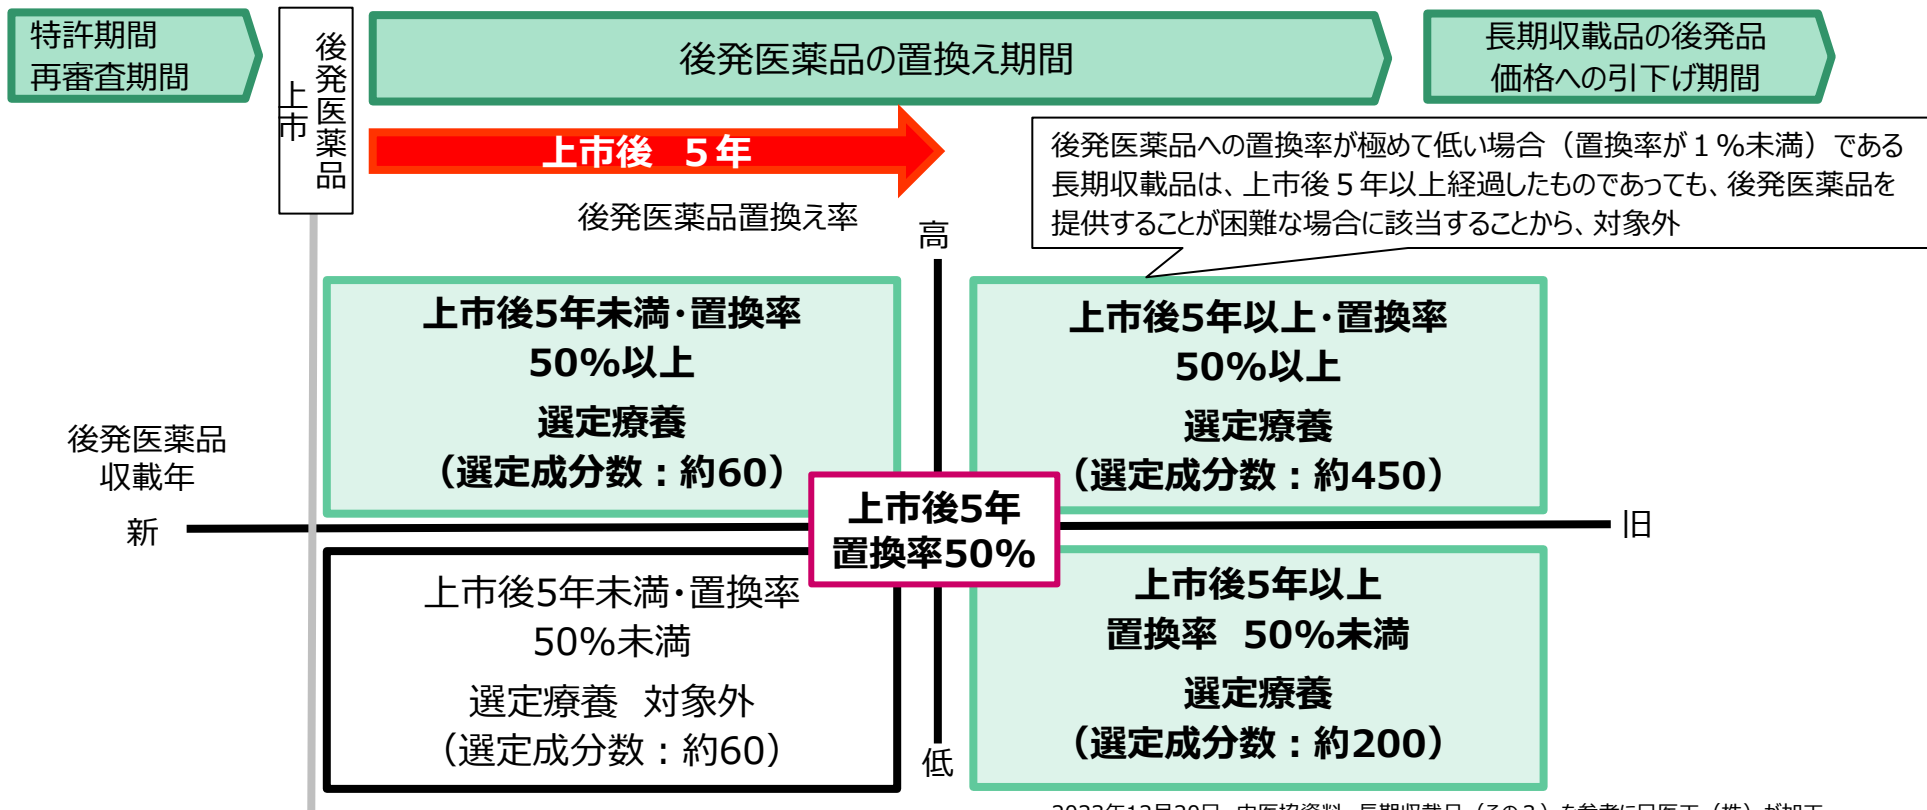 特許期間
再審査期間
後発医薬品
上市
後発医薬品の置換え期間
長期収載品の後発品
価格への引下げ期間
上市後 5年
後発医薬品への置換率が極めて低い場合（置換率が1%未満）である
長期収載品は、上市後5年以上経過したものであっても、後発医薬品を
提供することが困難な場合に該当することから、対象外
後発医薬品置換え率
高
上市後5年未満・置換率
50%以上
選定療養
（選定成分数：約60）
上市後5年以上・置換率
50%以上
選定療養
（選定成分数：約450）
後発医薬品
収載年
新
上市後5年
置換率50%
旧
上市後5年未満・置換率
50%未満
選定療養 対象外
（選定成分数：約60）
上市後5年以上
置換率 50%未満
選定療養
（選定成分数：約200）
低